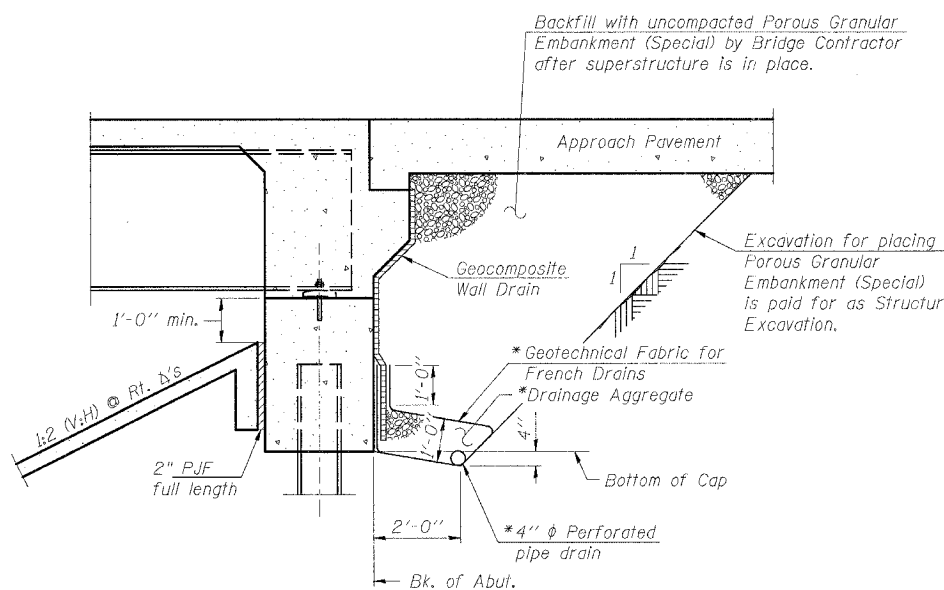 Backfill with uncompacted Porous Granular
Embankment (Special) by Bridge Contractor
after superstructure is in place.
Approach Pavement
Geocomposite
Wall Drain
1
1
Excavation for placing
Porous Granular
Embankment (Special)
is paid for as Structur
Excavation.
1'-0" min.
1:2 (V:H) @ Rt. Δ's
*Geotechnical Fabric for
French Drains
*Drainage Aggregate
1'-0"
1'-0"
4"
2" PJF
full length
Bottom of Cap
2'-0"
*4" ϕ Perforated
pipe drain
Bk. of Abut.